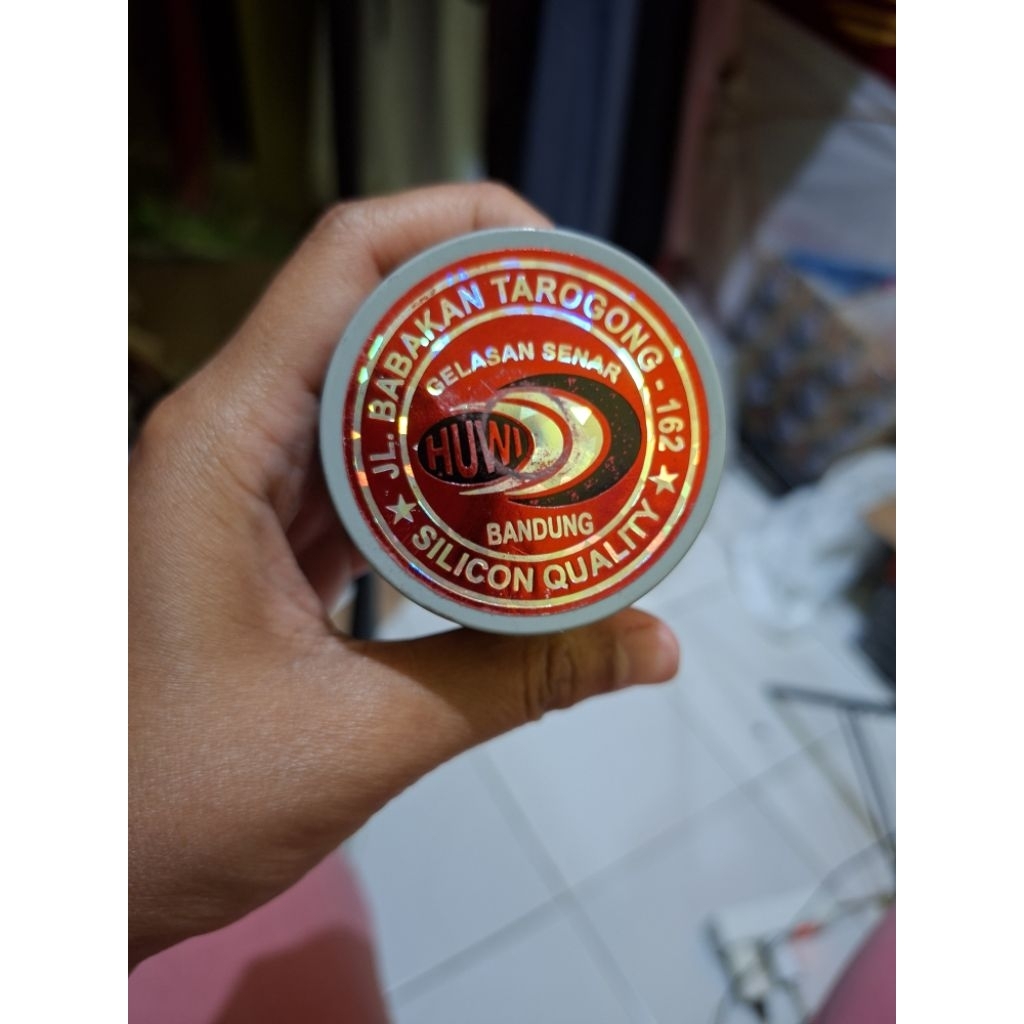 JL. BABAKAN TAROGONG - 162
GELASAN SENAR
HUWI
BANDUNG
SILICON QUALITY